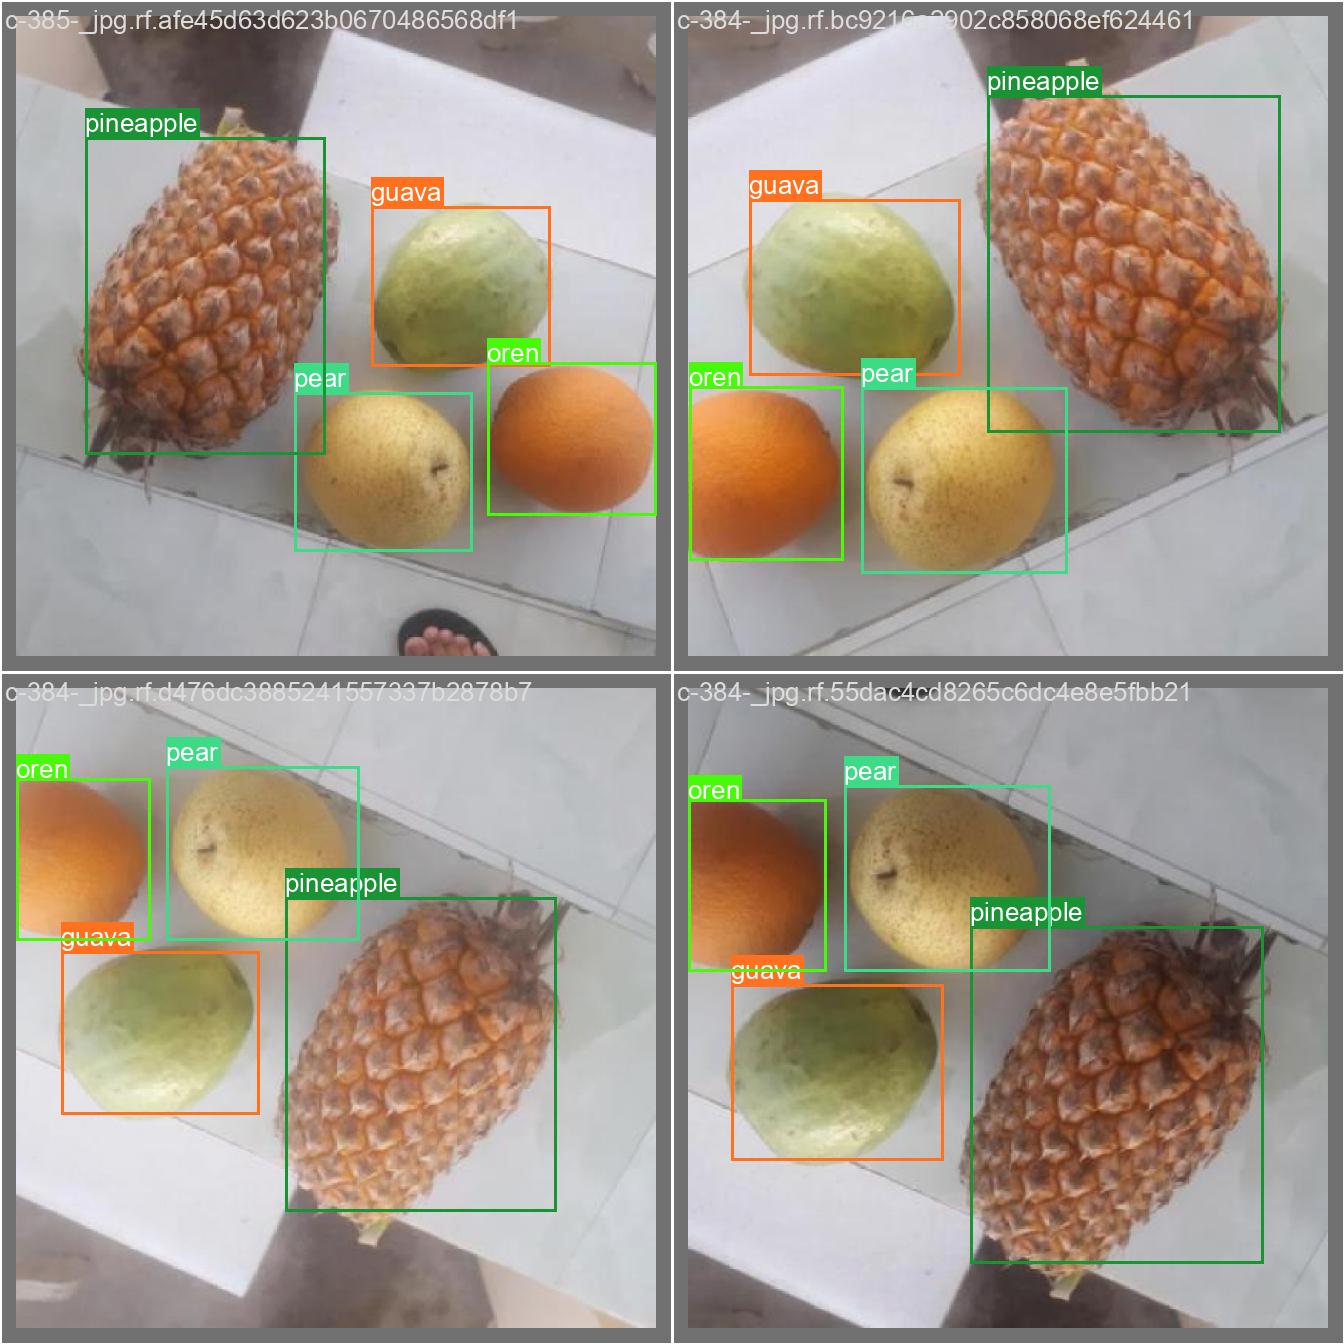 c-385-_jpg.rf.afe45d63d623b0670486568df1
pineapple
guava
oren
pear
pineapple
guava
oren
pear
c-384-_jpg.rf.d476dc3885241557337b2878b7
oren
pear
pineapple
guava
c-384-_jpg.rf.55dac4cd8265c6dc4e8e5fbb21
oren
pear
pineapple
guava